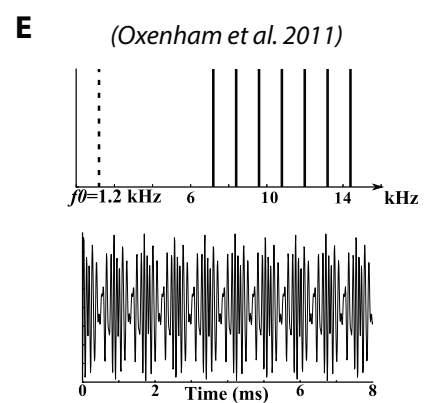 E
(Oxenham et al. 2011)
f0=1.2 kHz 6 10 14 kHz
0 2 Time (ms) 6 8